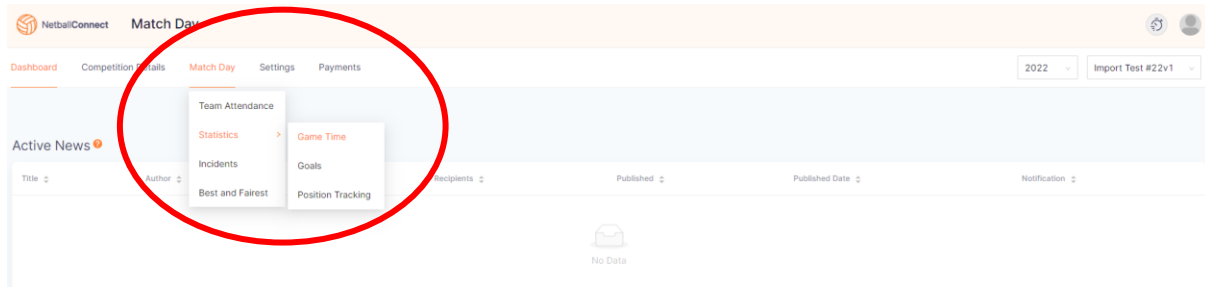 NetballConnect Match Day
Dashboard Competition Details Match Day Settings Payments 2022 Import Test #22v1
Team Attendance
Statistics > Game Time
Active News ?
Incidents Goals
Title Author Recipients Published Published Date Notification
Best and Fairest Position Tracking
No Data